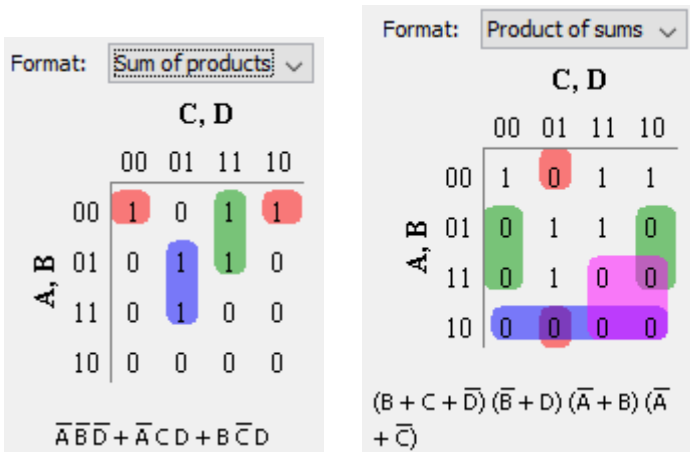 Format: Sum of products
C, D
00 01 11 10
00 1 0 1 1
A, B
01 0 1 1 0
11 0 1 0 0
10 0 0 0 0
A̅ B̅ D̅ + A̅ C D + B C̅ D
Format: Product of sums
C, D
00 01 11 10
00 1 0 1 1
A, B
01 0 1 1 0
11 0 1 0 0
10 0 0 0 0
(B + C + D̅) (B̅ + D) (A̅ + B) (A̅
+ C̅)